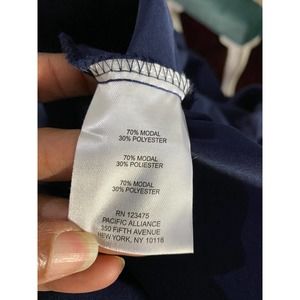 70% MODAL
30% POLYESTER
70% MODAL
30% POLYESTER
70% MODAL
30% POLYESTER
RN 123475
PACIFIC ALLIANCE
350 FIFTH AVENUE
NEW YORK, NY 10118